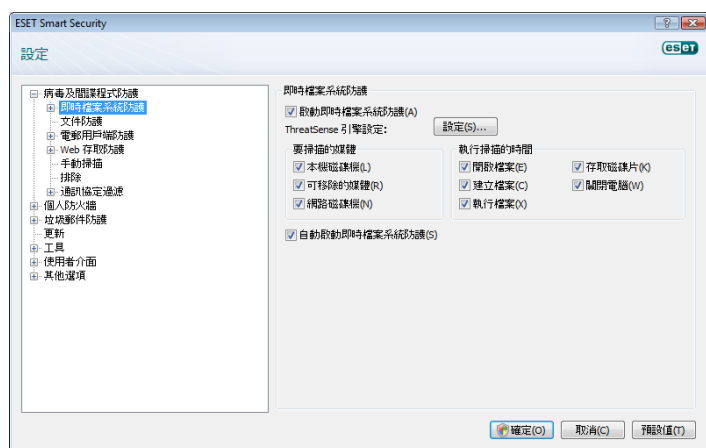 ESET Smart Security
設定
eset
病毒及間諜程式防護
即時檔案系統防護
文件防護
電郵用戶端防護
Web 存取防護
手動掃描
排除
通訊協定過濾
個人防火牆
垃圾郵件防護
更新
工具
使用者介面
其他選項
即時檔案系統防護
啟動即時檔案系統防護(A)
ThreatSense 引擎設定: 設定(S)...
要掃描的媒體
本機磁碟機(L)
可移除的媒體(R)
網路磁碟機(N)
執行掃描的時間
開啟檔案(E) 存取磁碟片(K)
建立檔案(C) 關閉電腦(W)
執行檔案(X)
自動啟動即時檔案系統防護(S)
確定(O) 取消(C) 預設值(T)